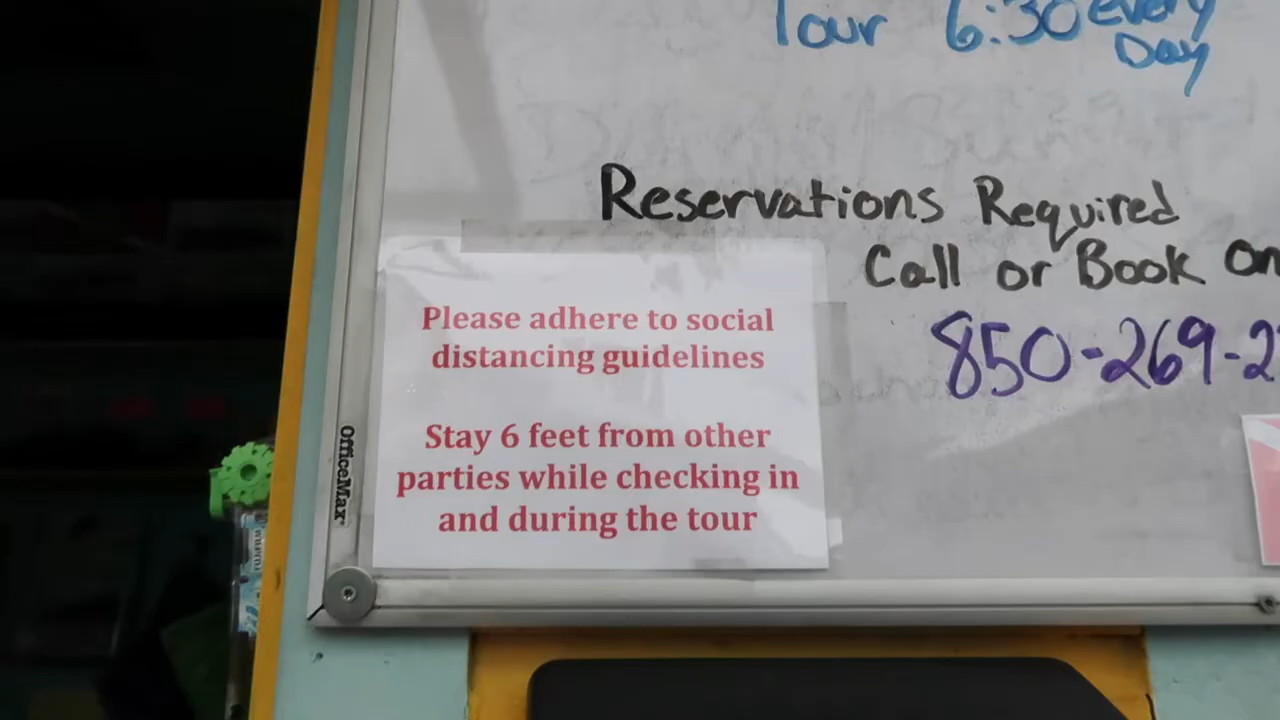 Tour 6:30 every
Day
Reservations Required
Call or Book On
850-269-2
Please adhere to social
distancing guidelines
Stay 6 feet from other
parties while checking in
and during the tour
OfficeMax